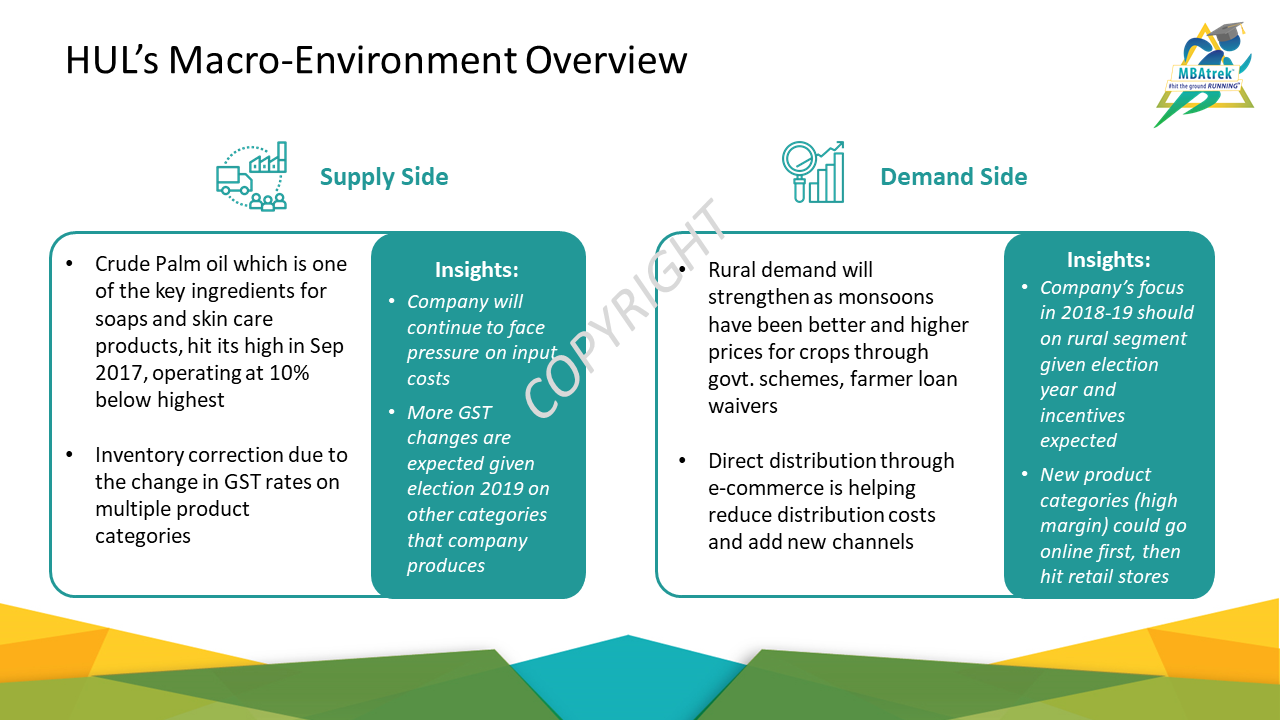 HUL’s Macro-Environment Overview
MBAtrek
#hit the ground RUNNING
Supply Side
• Crude Palm oil which is one
of the key ingredients for
soaps and skin care
products, hit its high in Sep
2017, operating at 10%
below highest
• Inventory correction due to
the change in GST rates on
multiple product
categories
Insights:
• Company will
continue to face
pressure on input
costs
• More GST
changes are
expected given
election 2019 on
other categories
that company
produces
COPYRIGHT
Demand Side
• Rural demand will
strengthen as monsoons
have been better and higher
prices for crops through
govt. schemes, farmer loan
waivers
• Direct distribution through
e-commerce is helping
reduce distribution costs
and add new channels
Insights:
• Company’s focus
in 2018-19 should
on rural segment
given election
year and
incentives
expected
• New product
categories (high
margin) could go
online first, then
hit retail stores